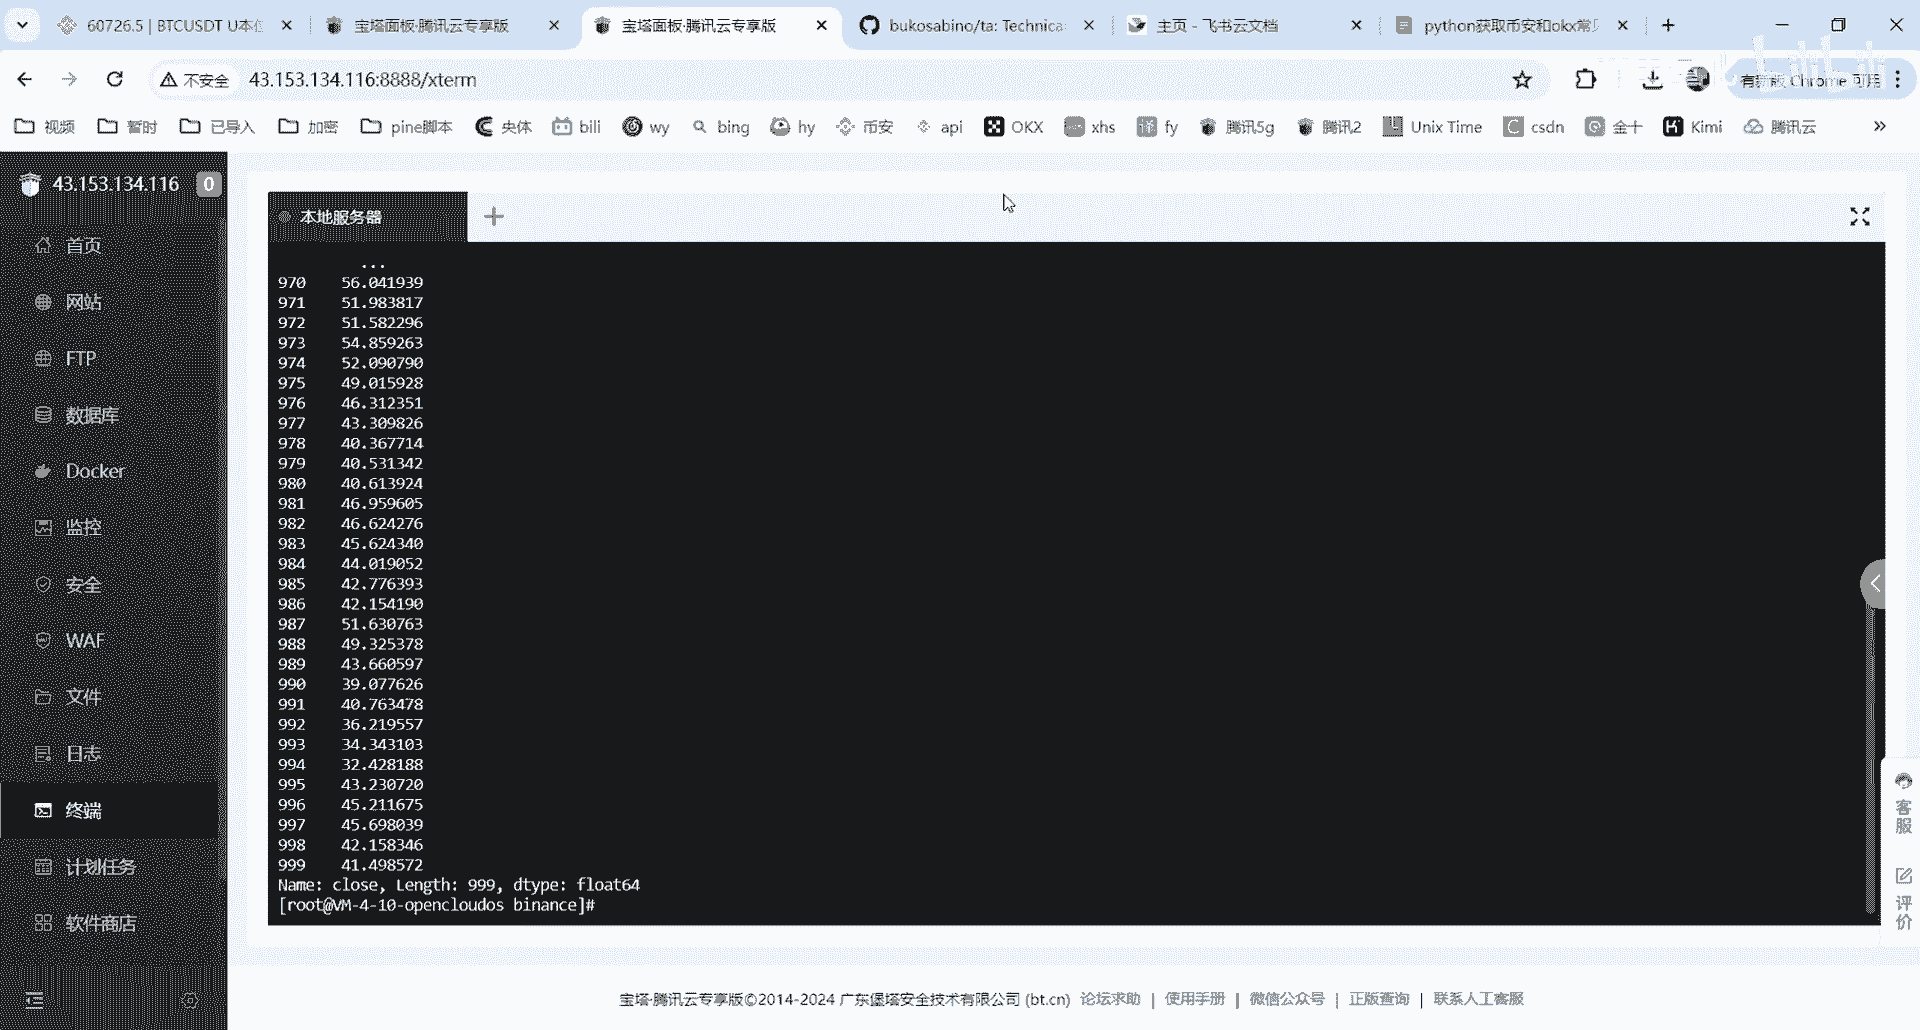 60726.5 | BTCUSDT U本位
宝塔面板·腾讯云专享版
宝塔面板·腾讯云专享版
bukosabino/ta: Technica
主页 - 飞书云文档
python获取币安和okx常
不安全
43.153.134.116:8888/xterm
有新版 Chrome 可用
bilibili
视频
暂时
已导入
加密
pine脚本
央体
bili
wy
bing
hy
币安
api
OKX
xhs
fy
腾讯5g
腾讯2
Unix Time
csdn
金十
Kimi
腾讯云
43.153.134.116
0
首页
网站
FTP
数据库
Docker
监控
安全
WAF
文件
日志
终端
计划任务
软件商店
本地服务器
...
970 56.041939
971 51.983817
972 51.582296
973 54.859263
974 52.090790
975 49.015928
976 46.312351
977 43.309826
978 40.367714
979 40.531342
980 40.613924
981 46.959605
982 46.624276
983 45.624340
984 44.019052
985 42.776393
986 42.154190
987 51.630763
988 49.325378
989 43.660597
990 39.077626
991 40.763478
992 36.219557
993 34.343103
994 32.428188
995 43.230720
996 45.211675
997 45.698039
998 42.158346
999 41.498572
Name: close, Length: 999, dtype: float64
[root@VM-4-10-opencloudos binance]#
客服
评价
宝塔·腾讯云专享版©2014-2024 广东堡塔安全技术有限公司 (bt.cn) 论坛求助 | 使用手册 | 微信公众号 | 正版查询 | 联系人工客服